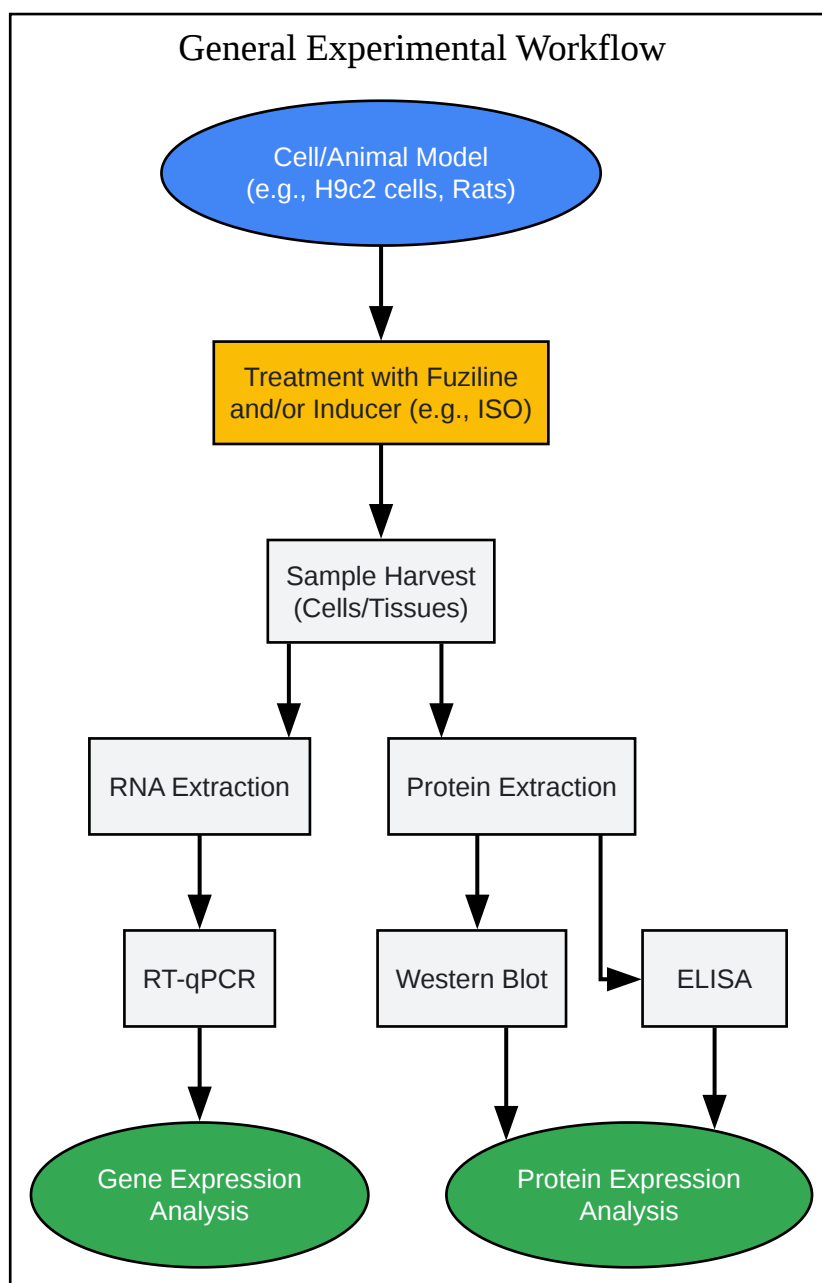 General Experimental Workflow
Cell/Animal Model
(e.g., H9c2 cells, Rats)
Treatment with Fuziline
and/or Inducer (e.g., ISO)
Sample Harvest
(Cells/Tissues)
RNA Extraction
Protein Extraction
RT-qPCR
Western Blot
ELISA
Gene Expression
Analysis
Protein Expression
Analysis